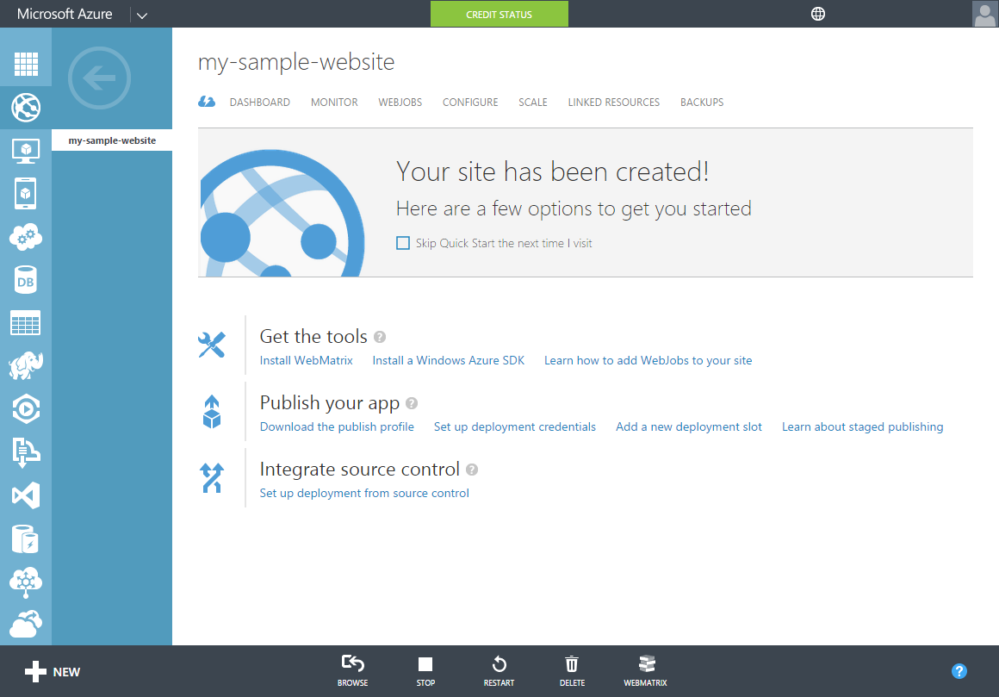 Microsoft Azure
CREDIT STATUS
my-sample-website
DASHBOARD MONITOR WEBJOBS CONFIGURE SCALE LINKED RESOURCES BACKUPS
my-sample-website
Your site has been created!
Here are a few options to get you started
Skip Quick Start the next time I visit
DB
Get the tools ?
Install WebMatrix Install a Windows Azure SDK Learn how to add WebJobs to your site
Publish your app ?
Download the publish profile Set up deployment credentials Add a new deployment slot Learn about staged publishing
Integrate source control ?
Set up deployment from source control
NEW
BROWSE STOP RESTART DELETE WEBMATRIX
?